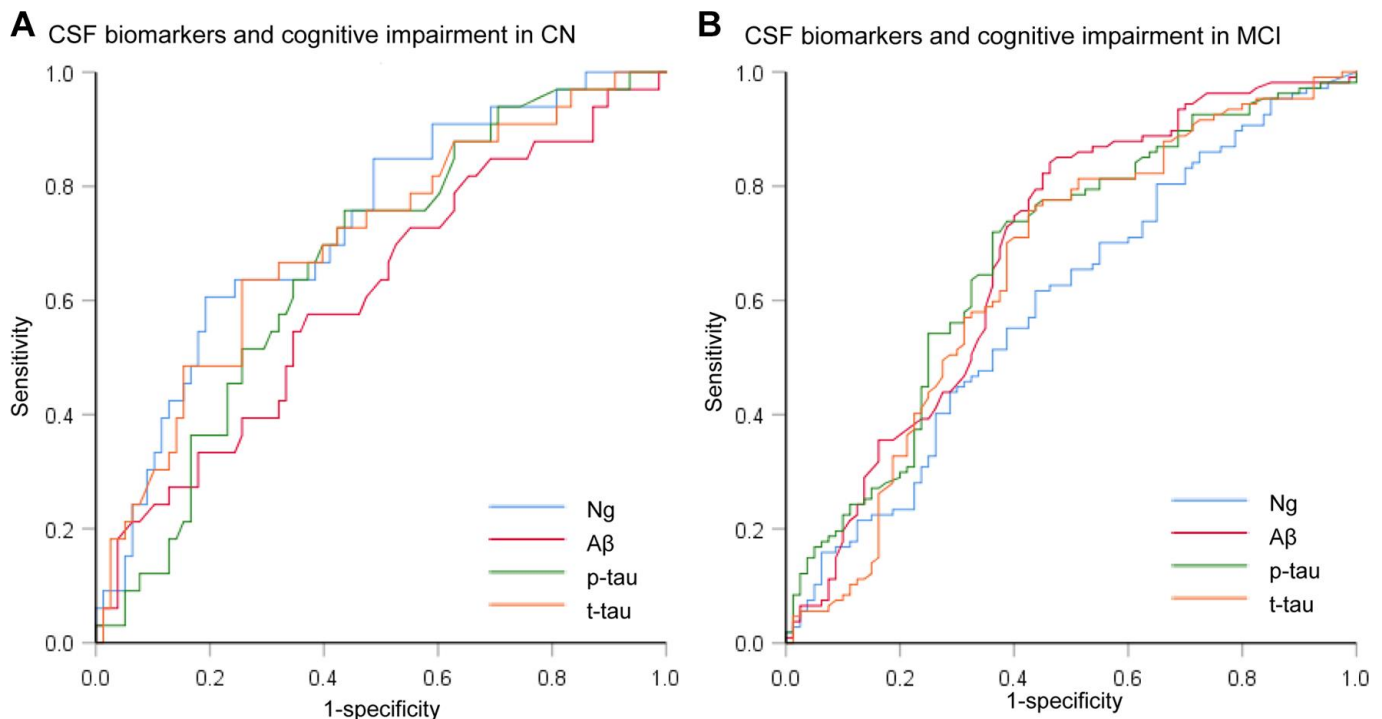 A CSF biomarkers and cognitive impairment in CN
1.0
0.8
0.6
0.4
0.2
0.0
Sensitivity
0.0 0.2 0.4 0.6 0.8 1.0
1-specificity
Ng
Aβ
p-tau
t-tau
B CSF biomarkers and cognitive impairment in MCI
1.0
0.8
0.6
0.4
0.2
0.0
Sensitivity
0.0 0.2 0.4 0.6 0.8 1.0
1-specificity
Ng
Aβ
p-tau
t-tau